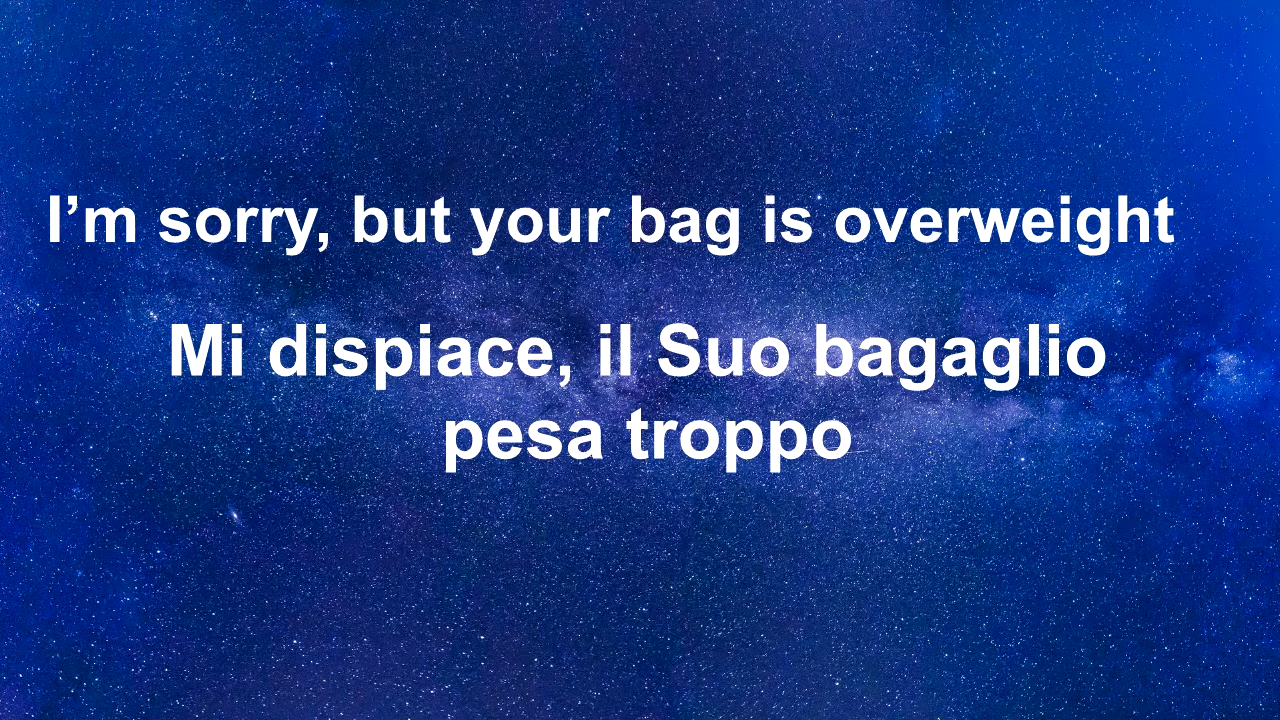 I’m sorry, but your bag is overweight
Mi dispiace, il Suo bagaglio
pesa troppo